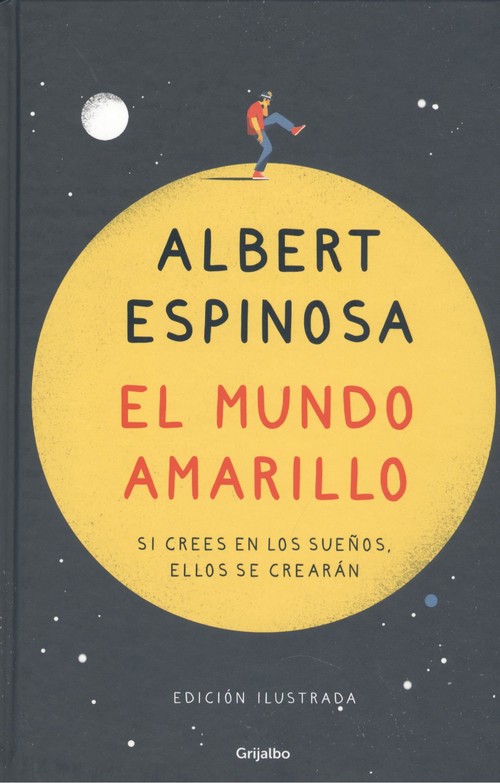 ALBERT
ESPINOSA
EL MUNDO
AMARILLO
SI CREES EN LOS SUEÑOS,
ELLOS SE CREARÁN
EDICIÓN ILUSTRADA
Grijalbo